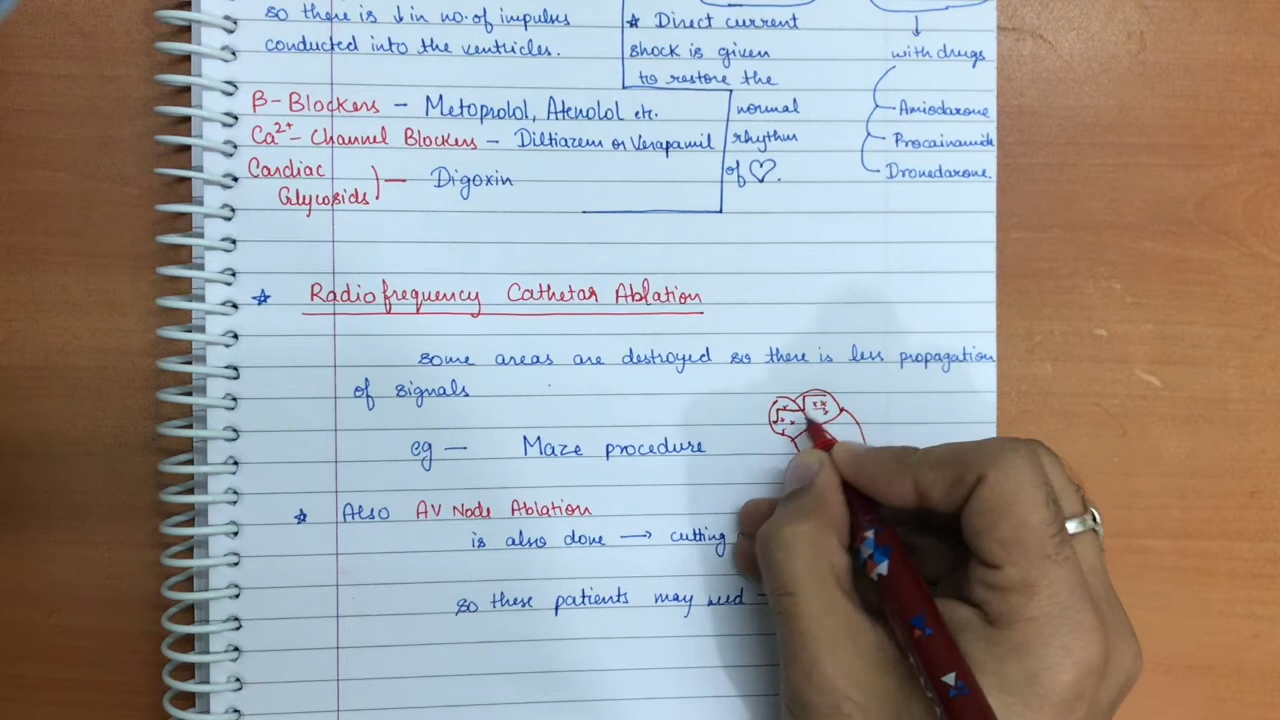 so there is ↓ in no. of impulses
conducted into the ventricles.
* Direct current
shock is given
to restore the
normal
rhythm
of ♡.
↓
with drugs
Amiodarone
Procainamide
Dronedarone.
β-Blockers – Metoprolol, Atenolol etc.
Ca²⁺-Channel Blockers – Diltiazem or Verapamil
Cardiac
Glycosids ) — Digoxin
* Radiofrequency Cathetar Ablation
some areas are destroyed so there is less propagation
of signals
eg — Maze procedure
* Also AV Node Ablation
is also done → cutting
so these patients may need –